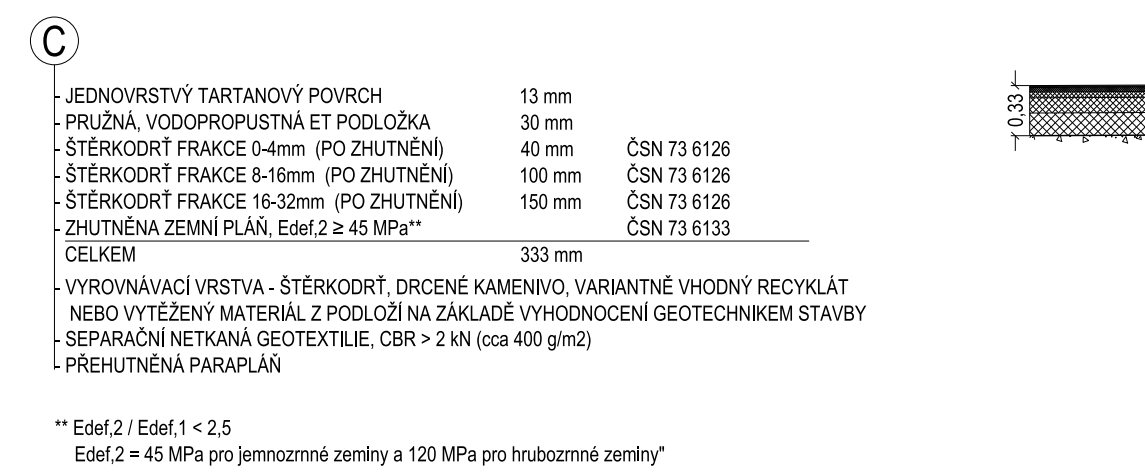 C
- JEDNOVRSTVÝ TARTANOVÝ POVRCH 13 mm
- PRUŽNÁ, VODOPROPUSTNÁ ET PODLOŽKA 30 mm
- ŠTĚRKODRŤ FRAKCE 0-4mm (PO ZHUTNĚNÍ) 40 mm ČSN 73 6126
- ŠTĚRKODRŤ FRAKCE 8-16mm (PO ZHUTNĚNÍ) 100 mm ČSN 73 6126
- ŠTĚRKODRŤ FRAKCE 16-32mm (PO ZHUTNĚNÍ) 150 mm ČSN 73 6126
- ZHUTNĚNA ZEMNÍ PLÁŇ, Edef,2 ≥ 45 MPa** ČSN 73 6133
CELKEM 333 mm
- VYROVNÁVACÍ VRSTVA - ŠTĚRKODRŤ, DRCENÉ KAMENIVO, VARIANTNĚ VHODNÝ RECYKLÁT
NEBO VYTĚŽENÝ MATERIÁL Z PODLOŽÍ NA ZÁKLADĚ VYHODNOCENÍ GEOTECHNIKEM STAVBY
- SEPARAČNÍ NETKANÁ GEOTEXTILIE, CBR > 2 kN (cca 400 g/m2)
- PŘEHUTNĚNÁ PARAPLÁŇ
** Edef,2 / Edef,1 < 2,5
Edef,2 = 45 MPa pro jemnozrnné zeminy a 120 MPa pro hrubozrnné zeminy"
0,33